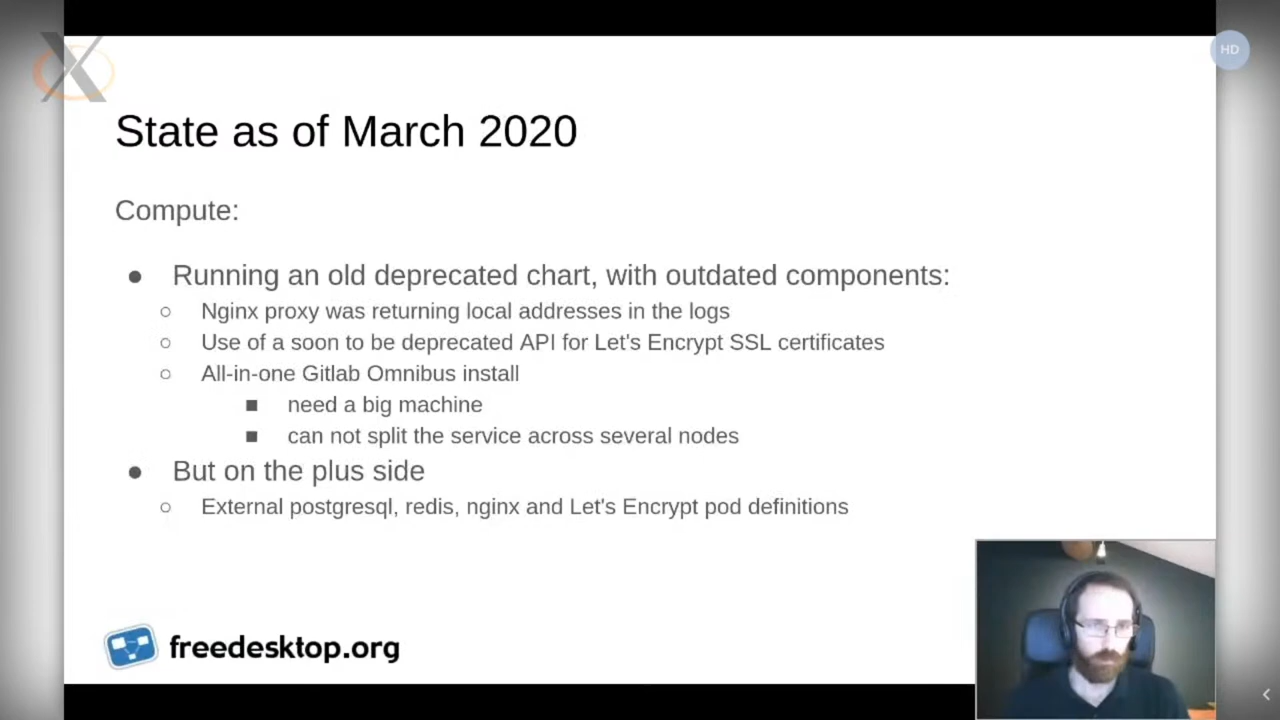 X
HD
State as of March 2020
Compute:
● Running an old deprecated chart, with outdated components:
○ Nginx proxy was returning local addresses in the logs
○ Use of a soon to be deprecated API for Let's Encrypt SSL certificates
○ All-in-one Gitlab Omnibus install
■ need a big machine
■ can not split the service across several nodes
● But on the plus side
○ External postgresql, redis, nginx and Let's Encrypt pod definitions
freedesktop.org